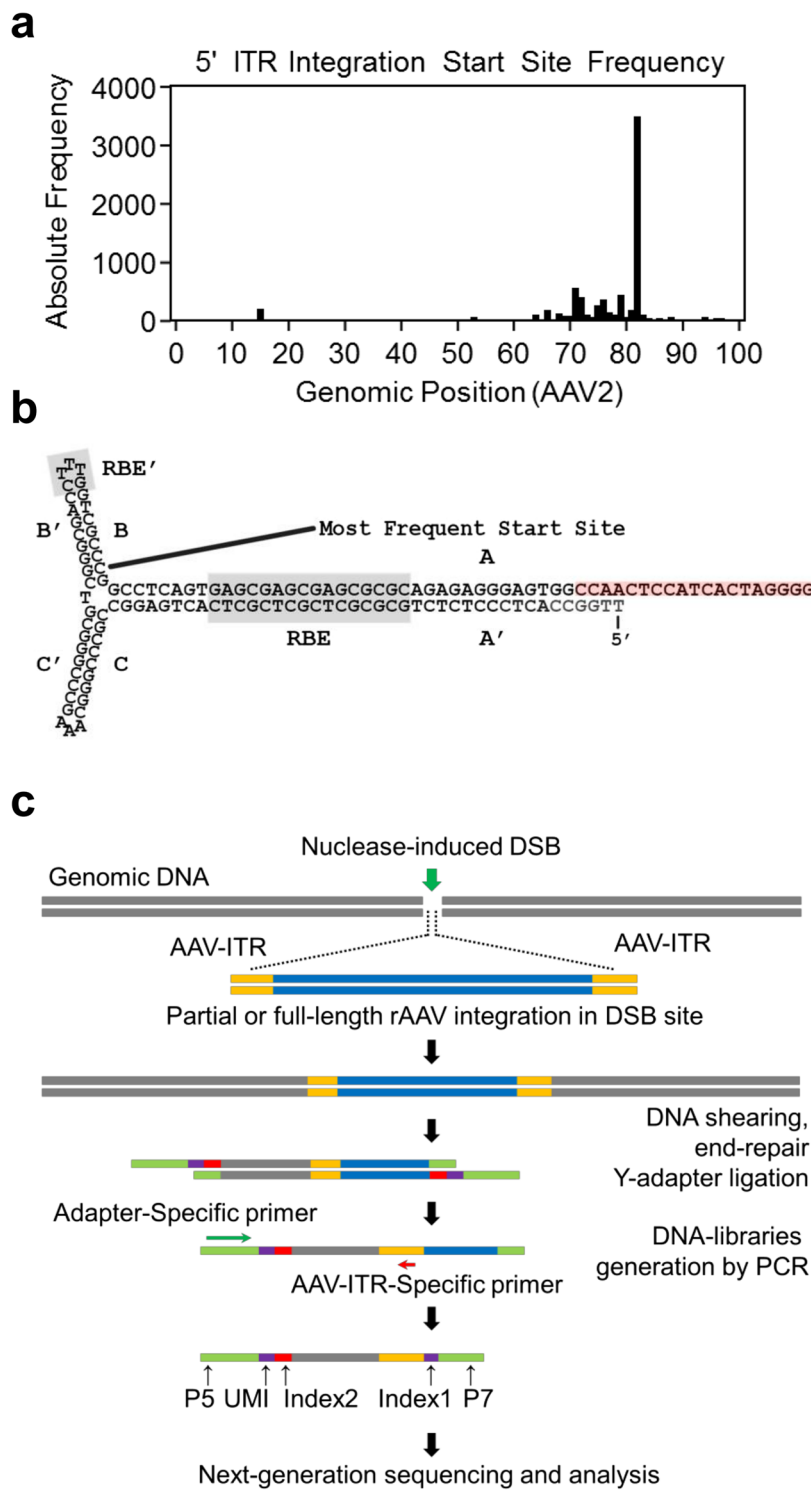 a
5' ITR Integration Start Site Frequency
Absolute Frequency
4000
3000
2000
1000
0
0 10 20 30 40 50 60 70 80 90 100
Genomic Position (AAV2)
b
RBE'
B' B
Most Frequent Start Site
A
GCCTCAGTGAGCGAGCGAGCGCGCAGAGAGGGAGTGGCCAACTCCATCACTAGGGG
CGGAGTCACTCGCTCGCTCGCGCGTCTCTCCCTCACCGGTT
RBE A' 5'
C' C
c
Nuclease-induced DSB
Genomic DNA
AAV-ITR AAV-ITR
Partial or full-length rAAV integration in DSB site
DNA shearing,
end-repair
Y-adapter ligation
Adapter-Specific primer
DNA-libraries
generation by PCR
AAV-ITR-Specific primer
P5 UMI Index2 Index1 P7
Next-generation sequencing and analysis